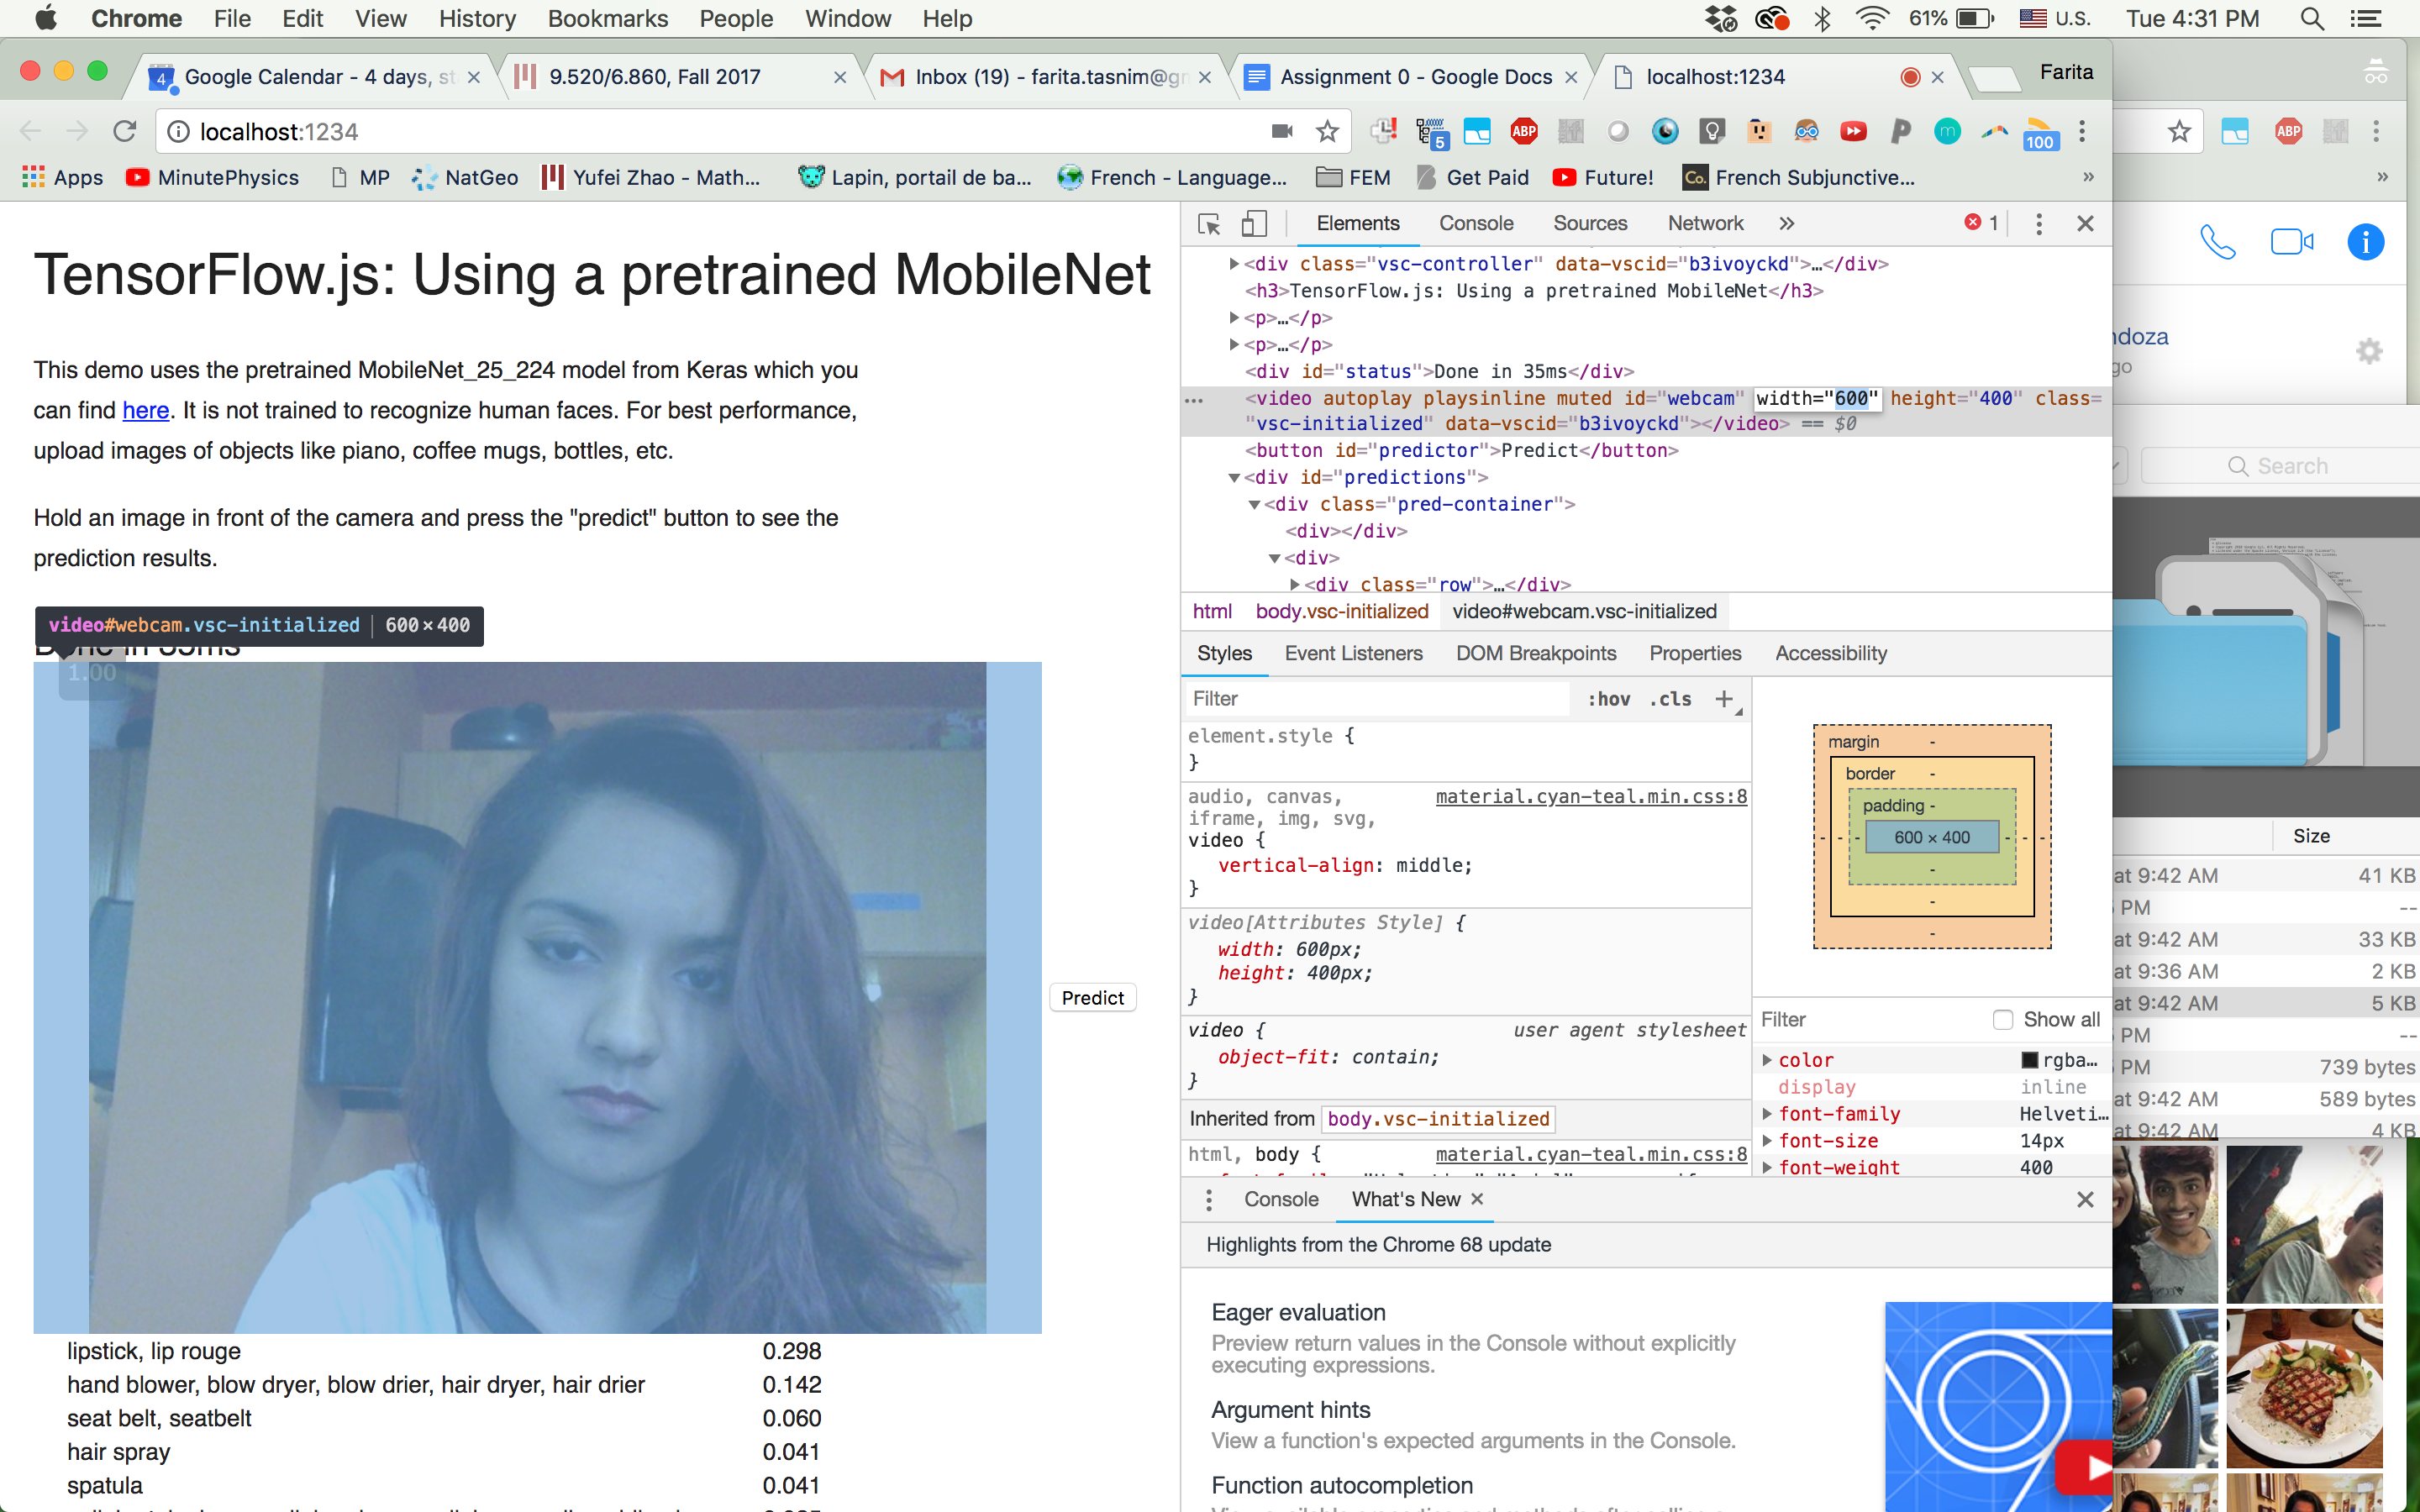 Chrome File Edit View History Bookmarks People Window Help 61% U.S. Tue 4:31 PM
4 Google Calendar - 4 days, st 9.520/6.860, Fall 2017 Inbox (19) - farita.tasnim@gm Assignment 0 - Google Docs localhost:1234 Farita
localhost:1234 5 ABP 100 ABP
Apps MinutePhysics MP NatGeo Yufei Zhao - Math... Lapin, portail de ba... French - Language... FEM Get Paid Future! Co. French Subjunctive... » »
TensorFlow.js: Using a pretrained MobileNet
This demo uses the pretrained MobileNet_25_224 model from Keras which you
can find here. It is not trained to recognize human faces. For best performance,
upload images of objects like piano, coffee mugs, bottles, etc.
Hold an image in front of the camera and press the "predict" button to see the
prediction results.
video#webcam.vsc-initialized | 600 × 400
Done in 35ms
1.00
Predict
lipstick, lip rouge 0.298
hand blower, blow dryer, blow drier, hair dryer, hair drier 0.142
seat belt, seatbelt 0.060
hair spray 0.041
spatula 0.041
Elements Console Sources Network » 1
<div class="vsc-controller" data-vscid="b3ivoyckd">…</div>
<h3>TensorFlow.js: Using a pretrained MobileNet</h3>
<p>…</p>
<p>…</p>
<div id="status">Done in 35ms</div>
… <video autoplay playsinline muted id="webcam" width="600" height="400" class=
"vsc-initialized" data-vscid="b3ivoyckd"></video> == $0
<button id="predictor">Predict</button>
<div id="predictions">
<div class="pred-container">
<div></div>
<div>
<div class="row">…</div>
html body.vsc-initialized video#webcam.vsc-initialized
Styles Event Listeners DOM Breakpoints Properties Accessibility
Filter :hov .cls +
element.style {
}
audio, canvas, material.cyan-teal.min.css:8
iframe, img, svg,
video {
vertical-align: middle;
}
video[Attributes Style] {
width: 600px;
height: 400px;
}
video { user agent stylesheet
object-fit: contain;
}
Inherited from body.vsc-initialized
html, body { material.cyan-teal.min.css:8
margin -
border -
padding -
- - - 600 × 400 - - -
-
-
-
Filter Show all
color rgba…
display inline
font-family Helveti…
font-size 14px
font-weight 400
Console What's New
Highlights from the Chrome 68 update
Eager evaluation
Preview return values in the Console without explicitly
executing expressions.
Argument hints
View a function's expected arguments in the Console.
Function autocompletion
ndoza
go
Search
Size
at 9:42 AM 41 KB
PM --
at 9:42 AM 33 KB
at 9:36 AM 2 KB
at 9:42 AM 5 KB
PM --
PM 739 bytes
at 9:42 AM 589 bytes
at 9:42 AM 4 KB